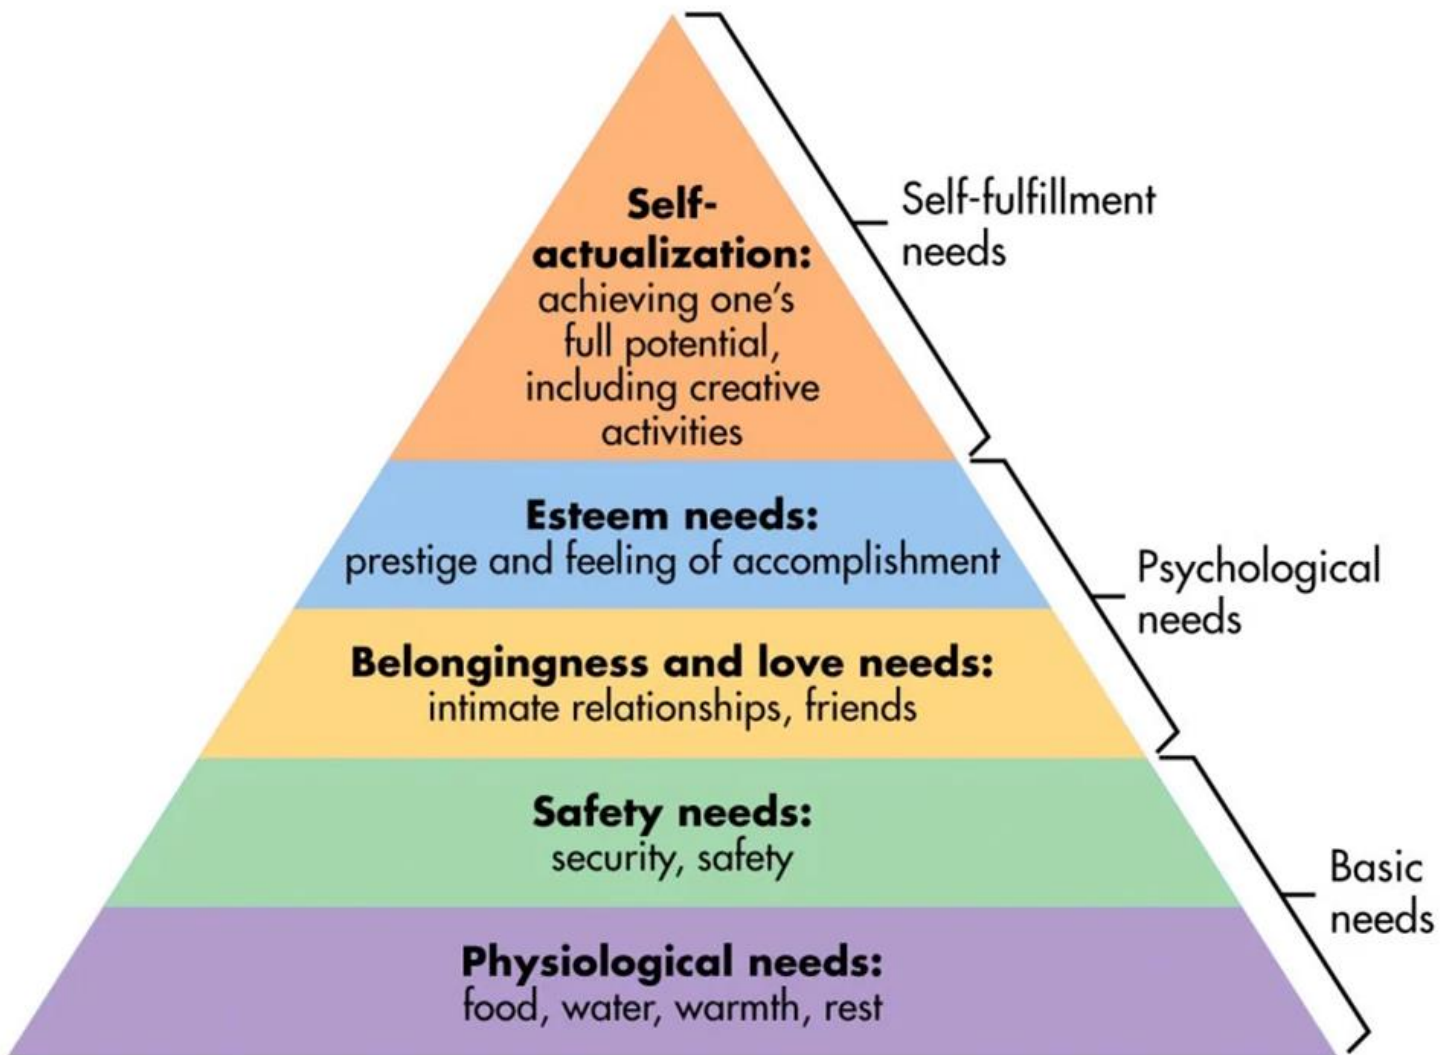 Self-
actualization:
achieving one's
full potential,
including creative
activities
Self-fulfillment
needs
Esteem needs:
prestige and feeling of accomplishment
Psychological
needs
Belongingness and love needs:
intimate relationships, friends
Safety needs:
security, safety
Basic
needs
Physiological needs:
food, water, warmth, rest